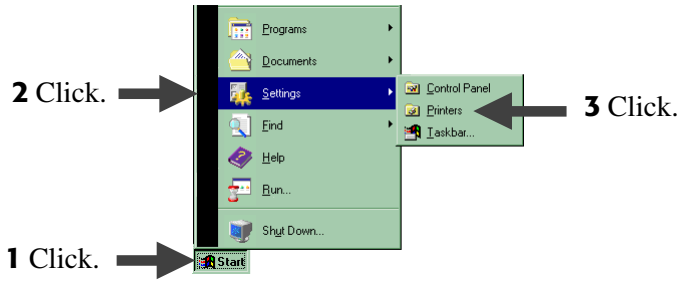 Programs
Documents
2 Click.
Settings
Control Panel
Printers
3 Click.
Taskbar...
Find
Help
Run...
Shut Down...
1 Click.
Start